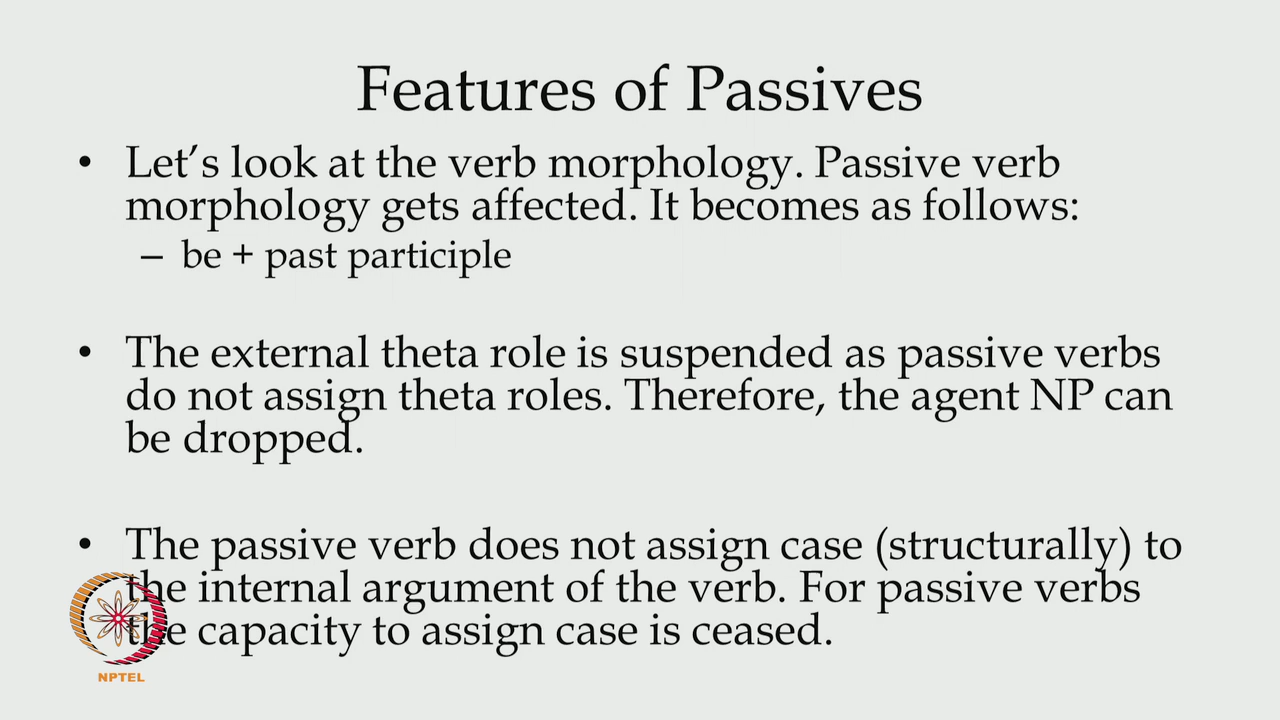 Features of Passives
• Let’s look at the verb morphology. Passive verb
morphology gets affected. It becomes as follows:
– be + past participle
• The external theta role is suspended as passive verbs
do not assign theta roles. Therefore, the agent NP can
be dropped.
• The passive verb does not assign case (structurally) to
the internal argument of the verb. For passive verbs
the capacity to assign case is ceased.
NPTEL